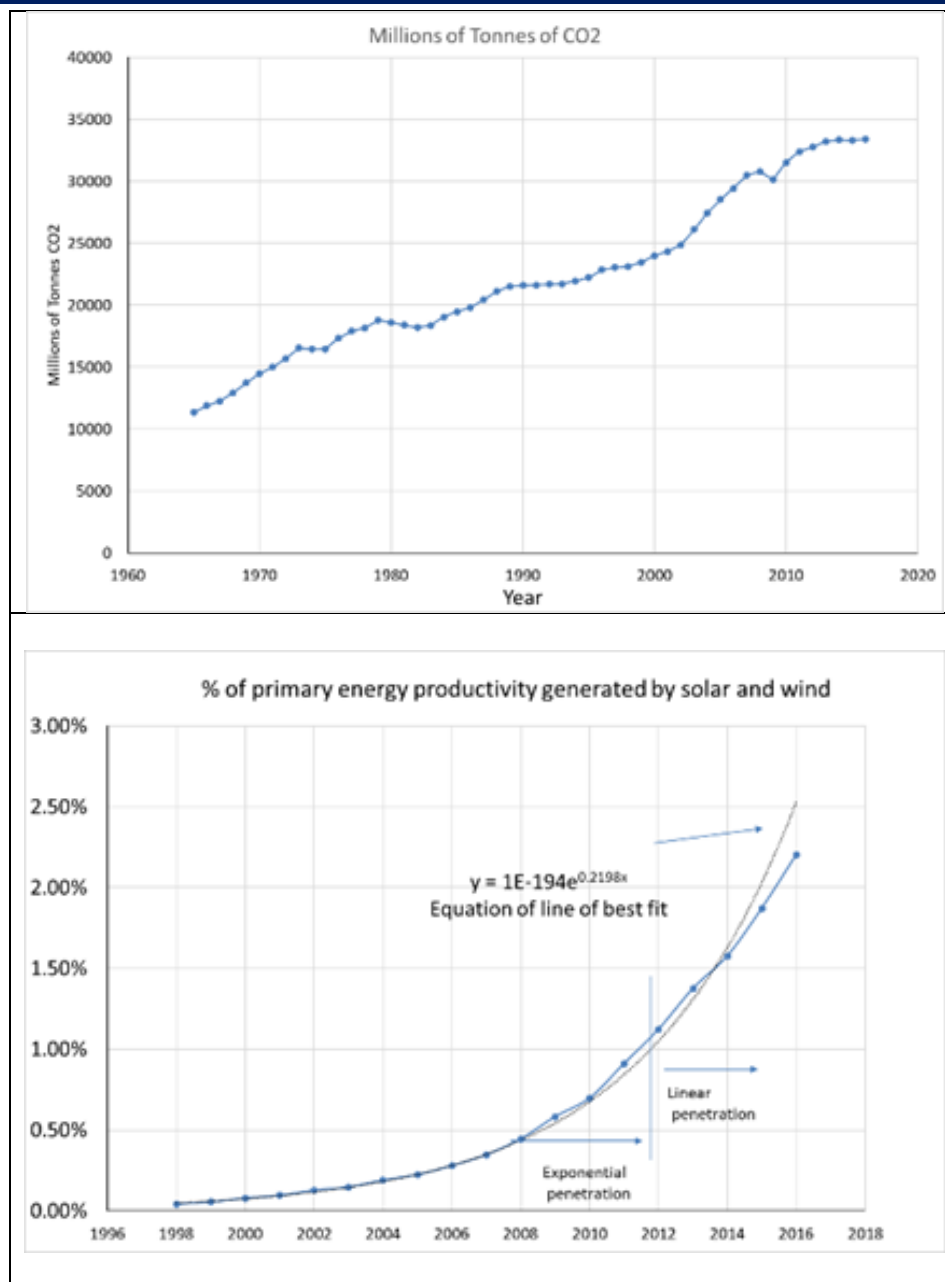 Millions of Tonnes of CO2
40000
35000
30000
25000
20000
15000
10000
5000
0
Millions of Tonnes CO2
1960 1970 1980 1990 2000 2010 2020
Year
% of primary energy productivity generated by solar and wind
3.00%
2.50%
2.00%
1.50%
1.00%
0.50%
0.00%
y = 1E-194e^0.2198x
Equation of line of best fit
Linear
penetration
Exponential
penetration
1996 1998 2000 2002 2004 2006 2008 2010 2012 2014 2016 2018